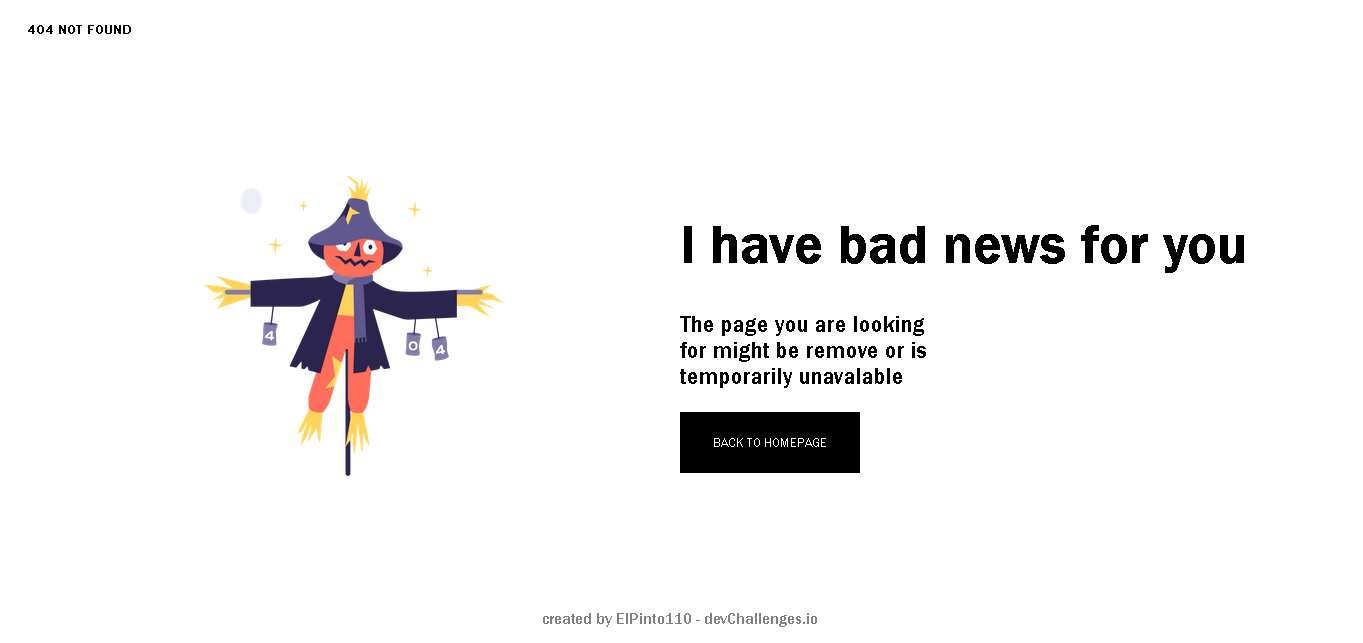 404 NOT FOUND
I have bad news for you
4
0
4
The page you are looking
for might be remove or is
temporarily unavalable
BACK TO HOMEPAGE
created by ElPinto110 - devChallenges.io